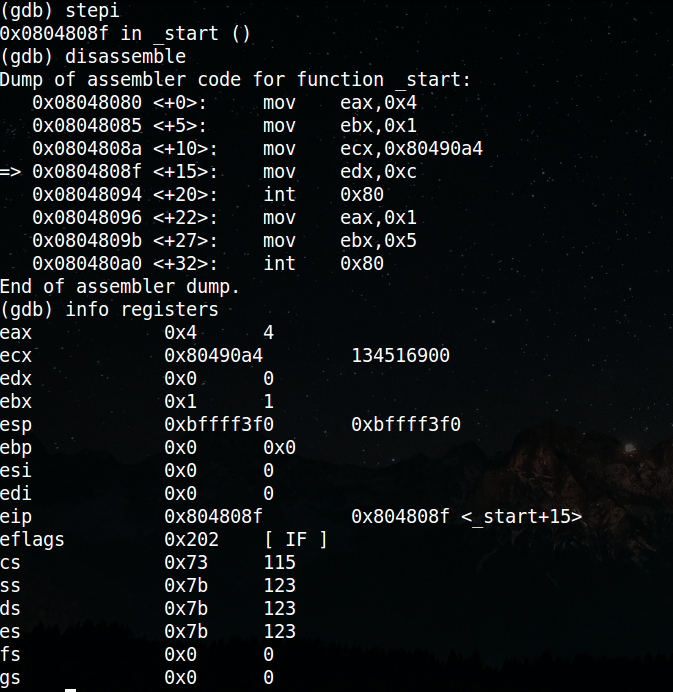 (gdb) stepi
0x0804808f in _start ()
(gdb) disassemble
Dump of assembler code for function _start:
   0x08048080 <+0>:     mov    eax,0x4
   0x08048085 <+5>:     mov    ebx,0x1
   0x0804808a <+10>:    mov    ecx,0x80490a4
=> 0x0804808f <+15>:    mov    edx,0xc
   0x08048094 <+20>:    int    0x80
   0x08048096 <+22>:    mov    eax,0x1
   0x0804809b <+27>:    mov    ebx,0x5
   0x080480a0 <+32>:    int    0x80
End of assembler dump.
(gdb) info registers
eax            0x4      4
ecx            0x80490a4        134516900
edx            0x0      0
ebx            0x1      1
esp            0xbffff3f0       0xbffff3f0
ebp            0x0      0x0
esi            0x0      0
edi            0x0      0
eip            0x804808f        0x804808f <_start+15>
eflags         0x202    [ IF ]
cs             0x73     115
ss             0x7b     123
ds             0x7b     123
es             0x7b     123
fs             0x0      0
gs             0x0      0